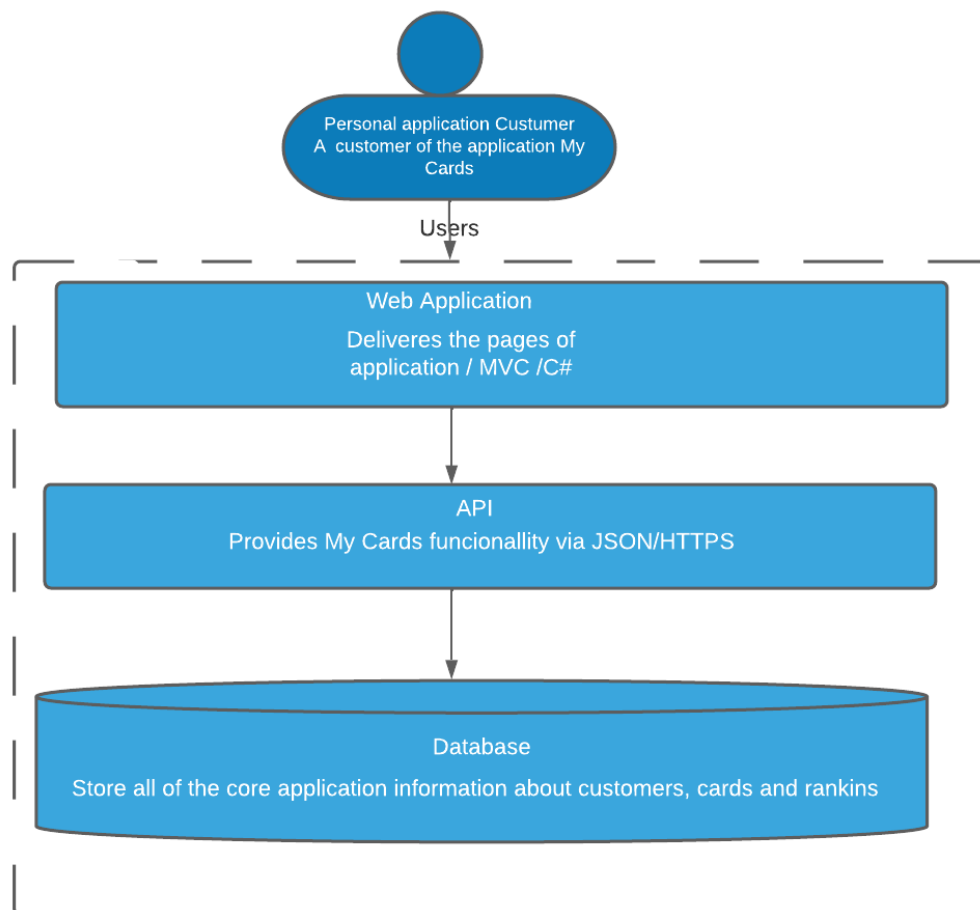 Personal application Custumer
A  customer of the application My
Cards
Users
Web Application
Deliveres the pages of
application / MVC /C#
API
Provides My Cards funcionallity via JSON/HTTPS
Database
Store all of the core application information about customers, cards and rankins